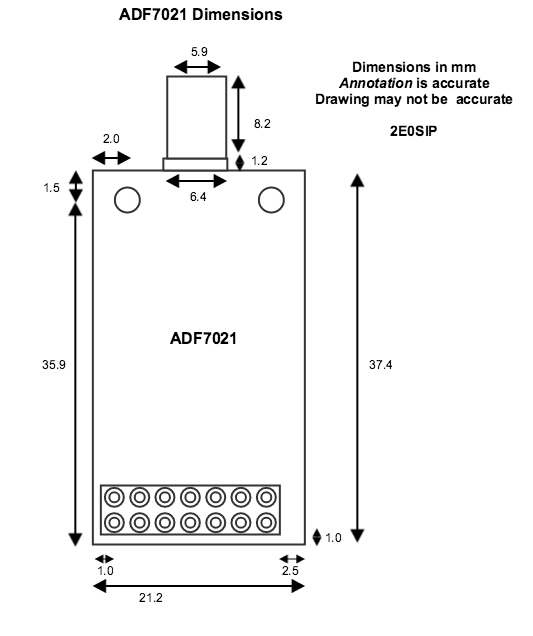 ADF7021 Dimensions
5.9
Dimensions in mm
Annotation is accurate
Drawing may not be accurate
8.2
2E0SIP
2.0
1.2
1.5
6.4
ADF7021
35.9
37.4
1.0
1.0
2.5
21.2